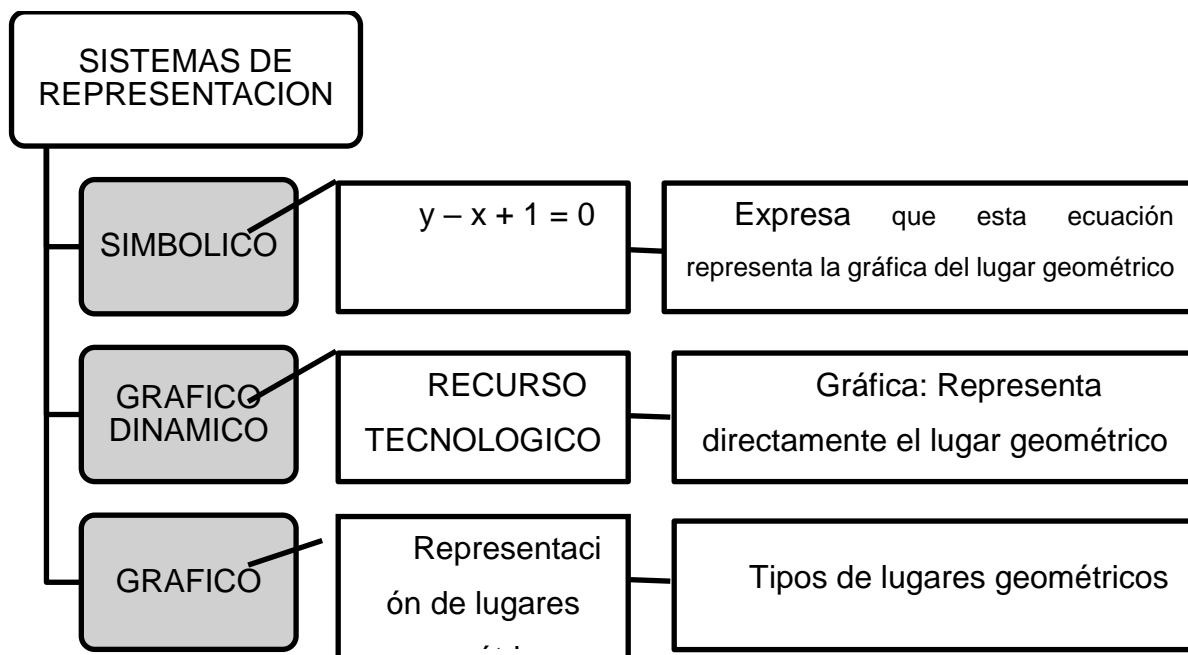 SISTEMAS DE
REPRESENTACION
SIMBOLICO
y – x + 1 = 0
Expresa que esta ecuación
representa la gráfica del lugar geométrico
GRAFICO
DINAMICO
RECURSO
TECNOLOGICO
Gráfica: Representa
directamente el lugar geométrico
GRAFICO
Representaci
ón de lugares
Tipos de lugares geométricos